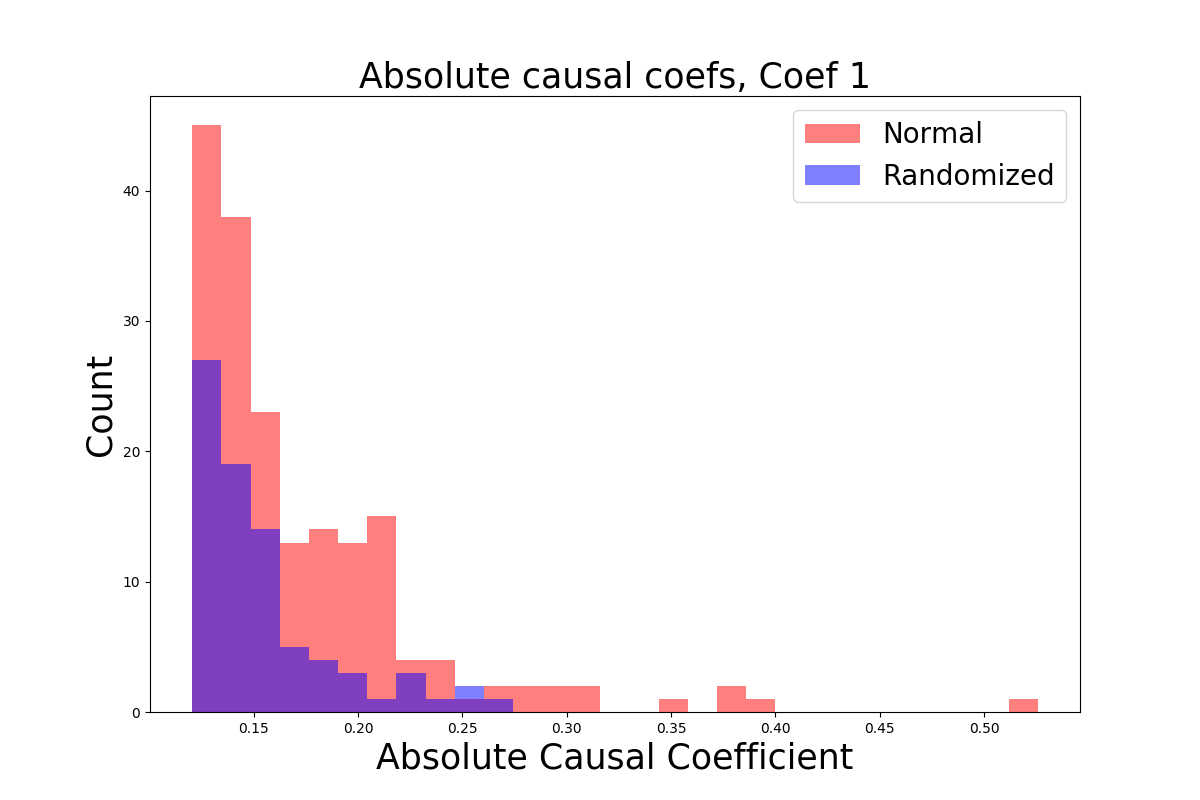 Absolute causal coefs, Coef 1
Normal
Randomized
Count
40
30
20
10
0
0.15 0.20 0.25 0.30 0.35 0.40 0.45 0.50
Absolute Causal Coefficient